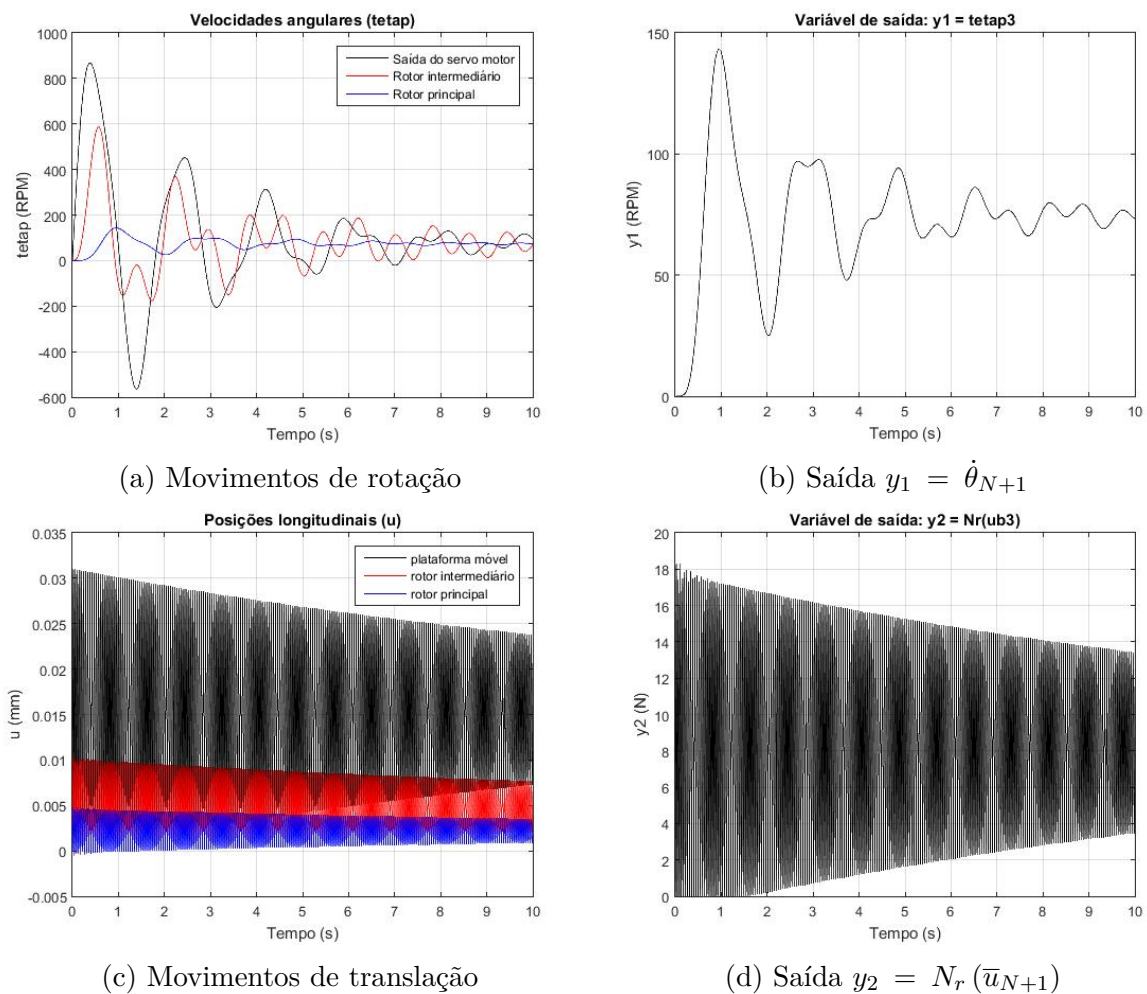 Velocidades angulares (tetap)
1000
800
600
400
200
0
-200
-400
-600
tetap (RPM)
Saída do servo motor
Rotor intermediário
Rotor principal
0 1 2 3 4 5 6 7 8 9 10
Tempo (s)
(a) Movimentos de rotação
Variável de saída: y1 = tetap3
150
100
50
0
y1 (RPM)
0 1 2 3 4 5 6 7 8 9 10
Tempo (s)
(b) Saída y₁ = θ̇_{N+1}
Posições longitudinais (u)
0.035
0.03
0.025
0.02
0.015
0.01
0.005
0
-0.005
u (mm)
plataforma móvel
rotor intermediário
rotor principal
0 1 2 3 4 5 6 7 8 9 10
Tempo (s)
(c) Movimentos de translação
Variável de saída: y2 = Nr(ub3)
20
18
16
14
12
10
8
6
4
2
0
y2 (N)
0 1 2 3 4 5 6 7 8 9 10
Tempo (s)
(d) Saída y₂ = N_r (u̅_{N+1})